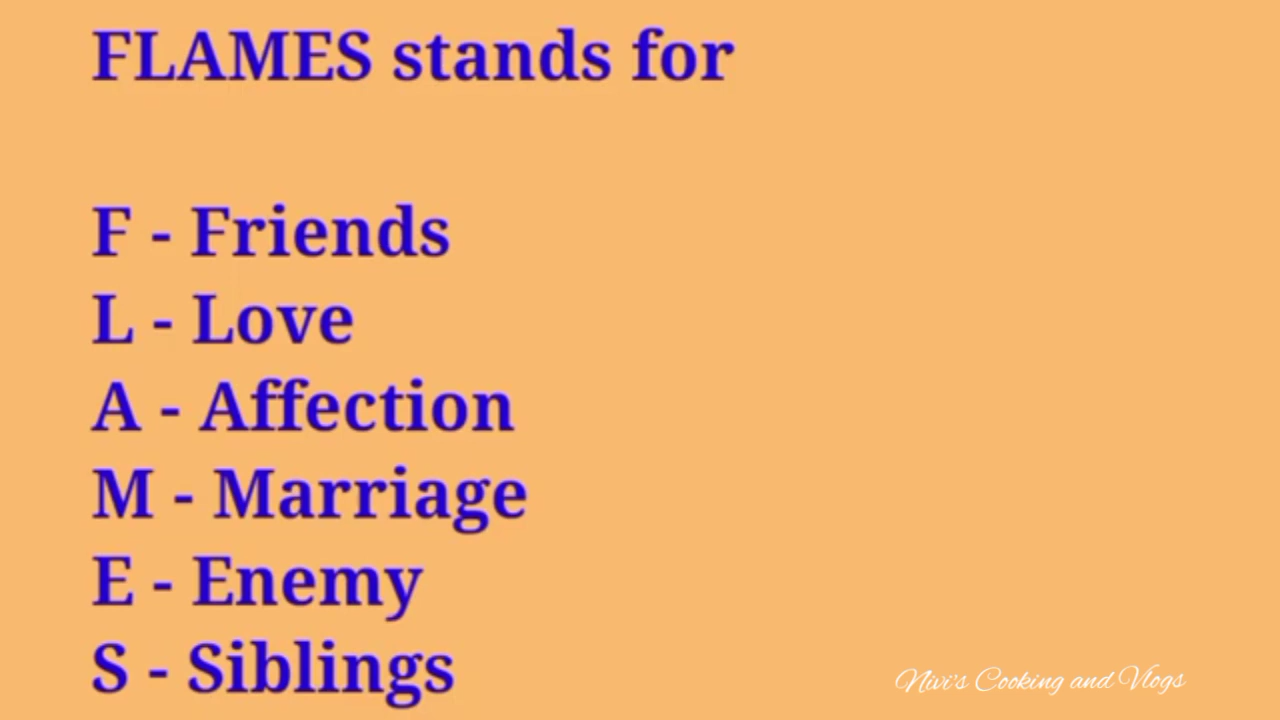 FLAMES stands for
F - Friends
L - Love
A - Affection
M - Marriage
E - Enemy
S - Siblings
Nivi's Cooking and Vlogs